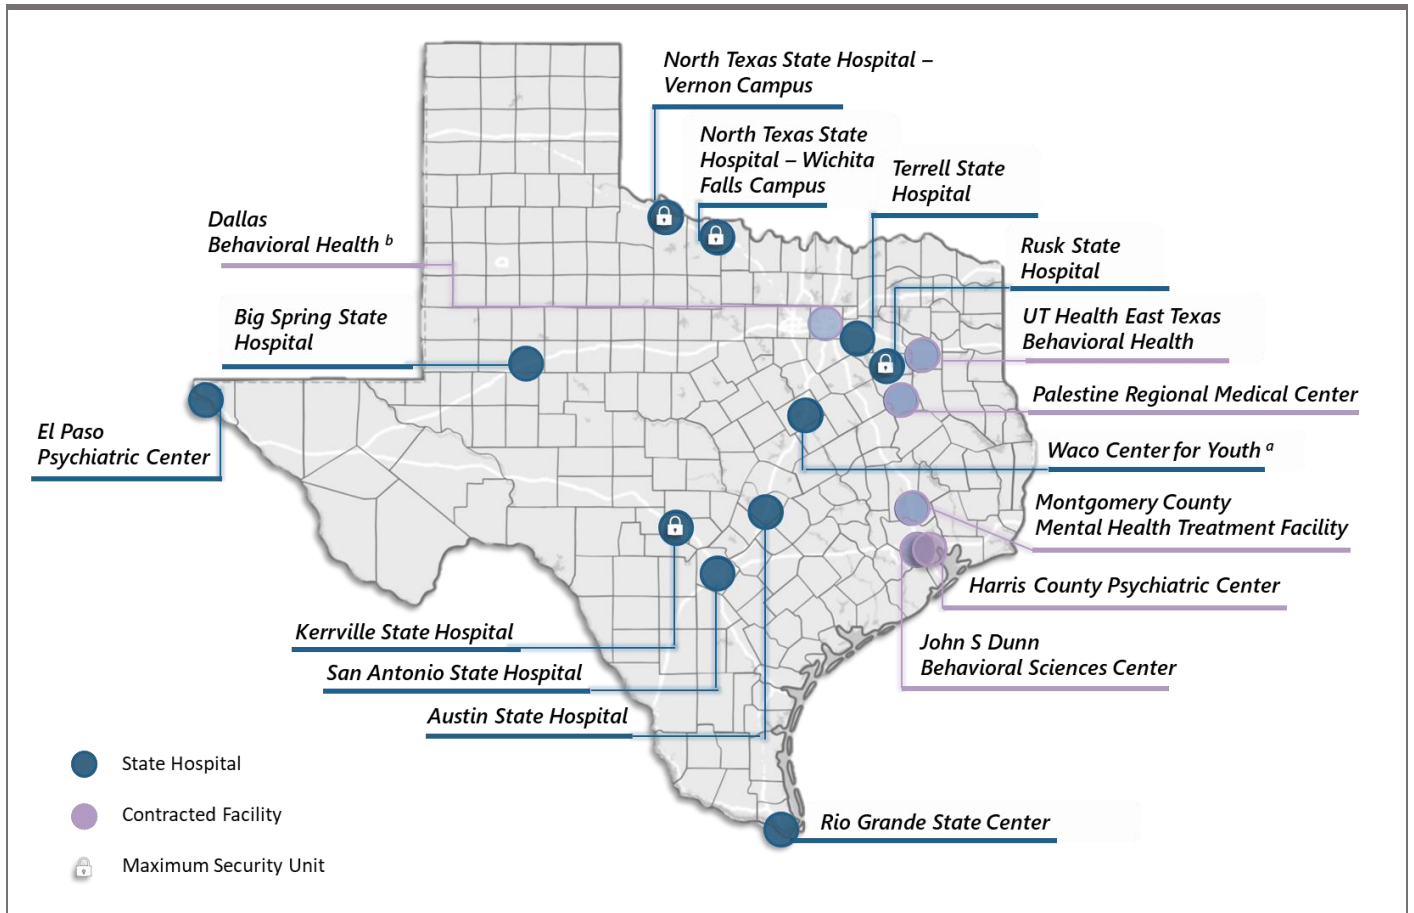 North Texas State Hospital –
Vernon Campus
North Texas State
Hospital – Wichita
Falls Campus
Terrell State
Hospital
Dallas
Behavioral Health b
Rusk State
Hospital
Big Spring State
Hospital
UT Health East Texas
Behavioral Health
Palestine Regional Medical Center
El Paso
Psychiatric Center
Waco Center for Youth a
Montgomery County
Mental Health Treatment Facility
Harris County Psychiatric Center
Kerrville State Hospital
John S Dunn
Behavioral Sciences Center
San Antonio State Hospital
Austin State Hospital
State Hospital
Contracted Facility
Rio Grande State Center
Maximum Security Unit